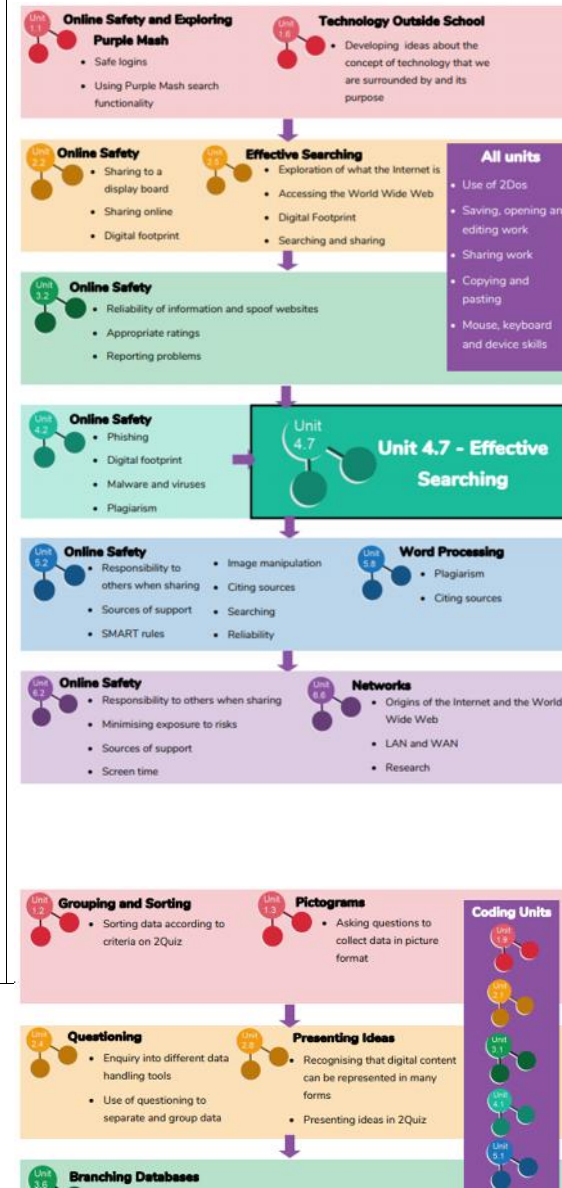 Unit
1.1
Online Safety and Exploring
Purple Mash
• Safe logins
• Using Purple Mash search
functionality
Unit
1.6
Technology Outside School
• Developing ideas about the
concept of technology that we
are surrounded by and its
purpose
Unit
2.2
Online Safety
• Sharing to a
display board
• Sharing online
• Digital footprint
Unit
2.5
Effective Searching
• Exploration of what the Internet is
• Accessing the World Wide Web
• Digital Footprint
• Searching and sharing
All units
• Use of 2Dos
• Saving, opening an
editing work
• Sharing work
• Copying and
pasting
• Mouse, keyboard
and device skills
Unit
3.2
Online Safety
• Reliability of information and spoof websites
• Appropriate ratings
• Reporting problems
Unit
4.2
Online Safety
• Phishing
• Digital footprint
• Malware and viruses
• Plagiarism
Unit
4.7
Unit 4.7 - Effective
Searching
Unit
5.2
Online Safety
• Responsibility to
others when sharing
• Sources of support
• SMART rules
• Image manipulation
• Citing sources
• Searching
• Reliability
Unit
5.8
Word Processing
• Plagiarism
• Citing sources
Unit
6.2
Online Safety
• Responsibility to others when sharing
• Minimising exposure to risks
• Sources of support
• Screen time
Unit
6.6
Networks
• Origins of the Internet and the World
Wide Web
• LAN and WAN
• Research
Unit
1.2
Grouping and Sorting
• Sorting data according to
criteria on 2Quiz
Unit
1.3
Pictograms
• Asking questions to
collect data in picture
format
Coding Units
Unit
1.9
Unit
2.1
Unit
3.1
Unit
4.1
Unit
5.1
Unit
2.4
Questioning
• Enquiry into different data
handling tools
• Use of questioning to
separate and group data
Unit
2.8
Presenting Ideas
• Recognising that digital content
can be represented in many
forms
• Presenting ideas in 2Quiz
Unit
3.6
Branching Databases